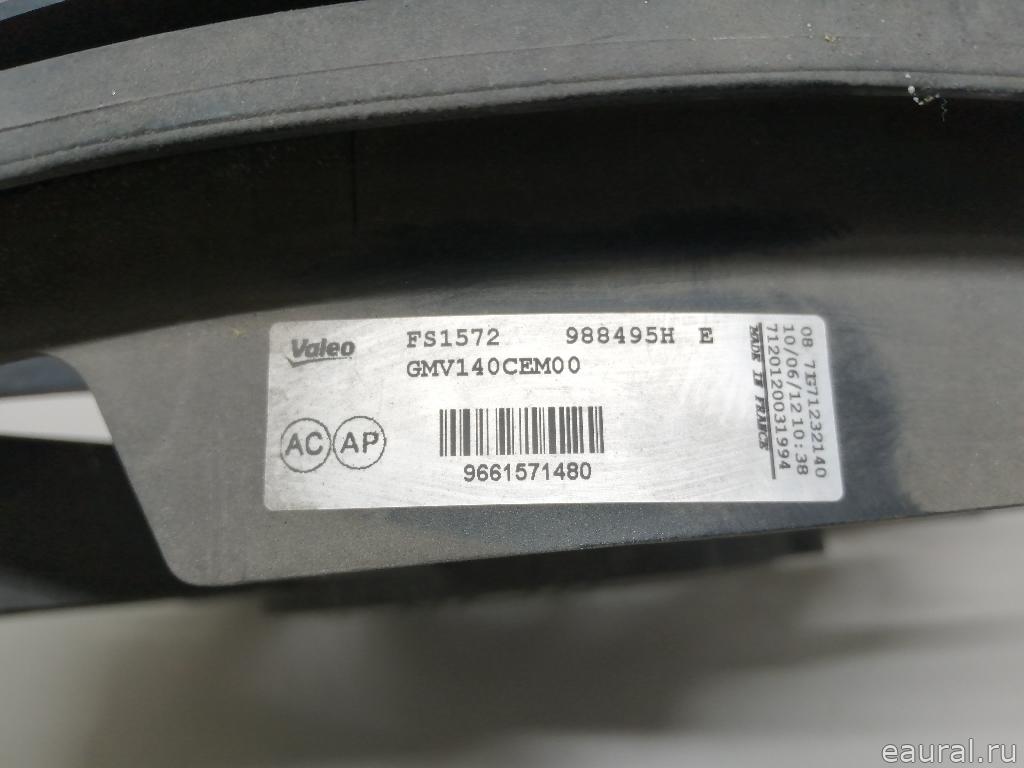 Valeo
FS1572 988495H E
GMV140CEM00
AC AP
9661571480
MADE IN FRANCE
08 71E71232140
10/06/12 10:38
7120120031994
eaural.ru